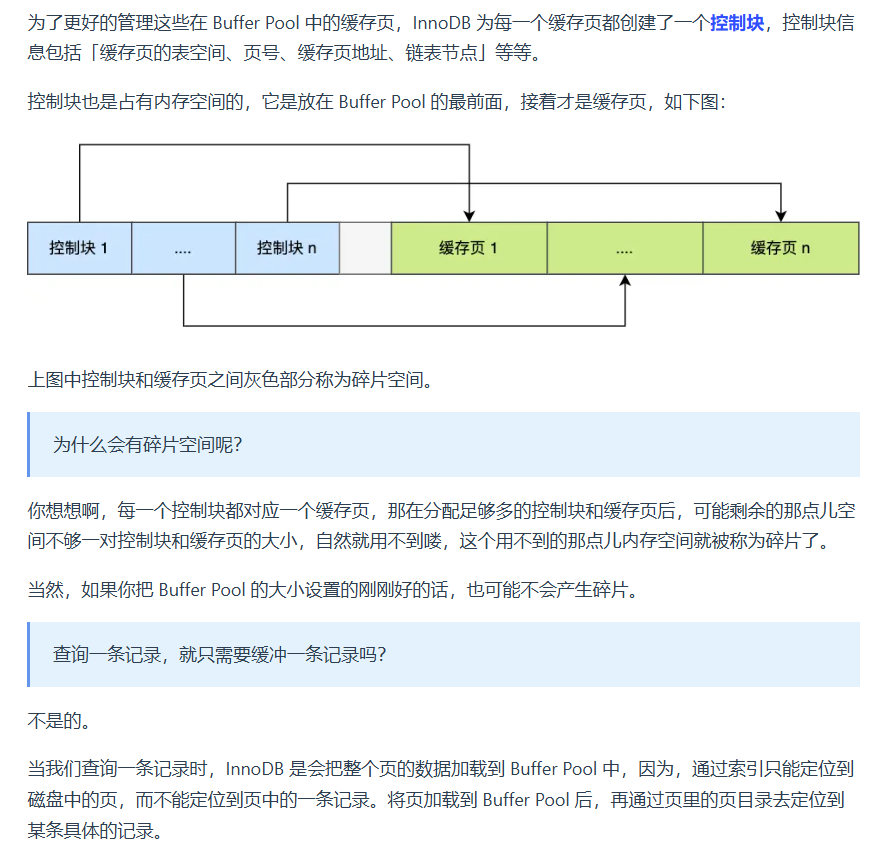 为了更好的管理这些在 Buffer Pool 中的缓存页，InnoDB 为每一个缓存页都创建了一个控制块，控制块信
息包括「缓存页的表空间、页号、缓存页地址、链表节点」等等。
控制块也是占有内存空间的，它是放在 Buffer Pool 的最前面，接着才是缓存页，如下图：
控制块 1
....
控制块 n
缓存页 1
....
缓存页 n
上图中控制块和缓存页之间灰色部分称为碎片空间。
为什么会有碎片空间呢？
你想想啊，每一个控制块都对应一个缓存页，那在分配足够多的控制块和缓存页后，可能剩余的那点儿空
间不够一对控制块和缓存页的大小，自然就用不到喽，这个用不到的那点儿内存空间就被称为碎片了。
当然，如果你把 Buffer Pool 的大小设置的刚刚好的话，也可能不会产生碎片。
查询一条记录，就只需要缓冲一条记录吗？
不是的。
当我们查询一条记录时，InnoDB 是会把整个页的数据加载到 Buffer Pool 中，因为，通过索引只能定位到
磁盘中的页，而不能定位到页中的一条记录。将页加载到 Buffer Pool 后，再通过页里的页目录去定位到
某条具体的记录。